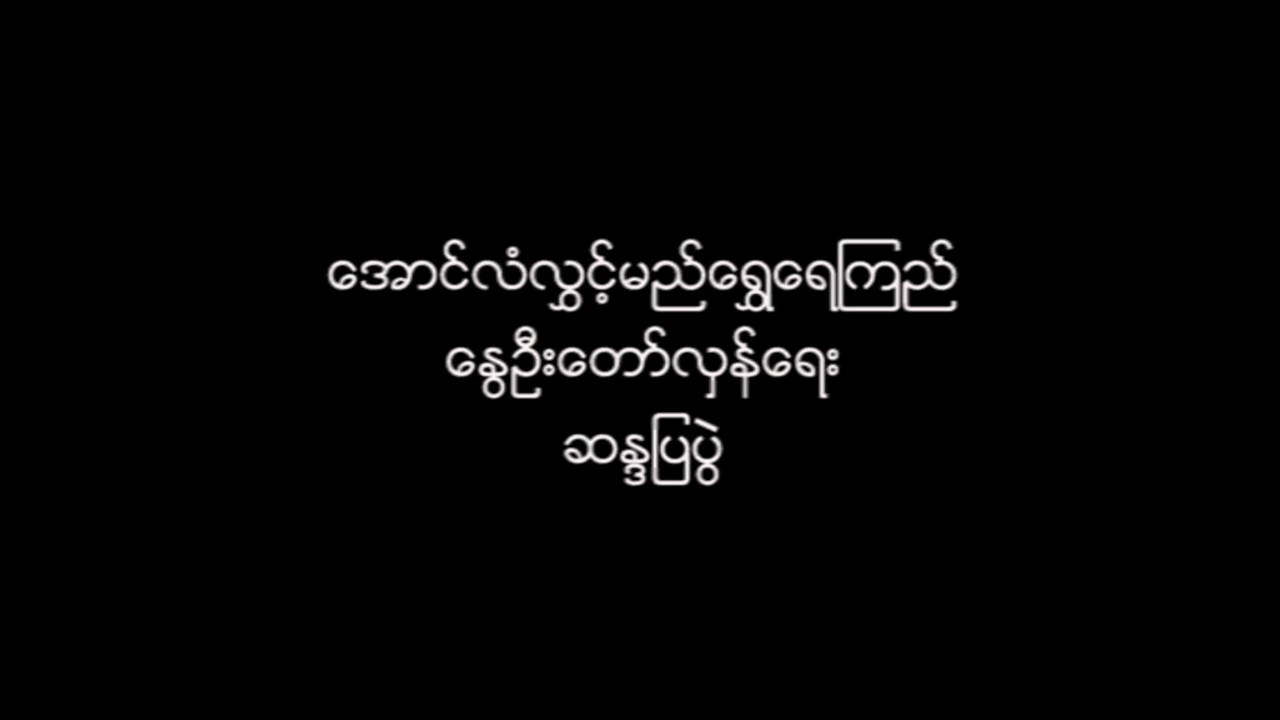 အောင်လံလွှင့်မည်ရွှေရေကြည်
နွေဦးတော်လှန်ရေး
ဆန္ဒပြပွဲ